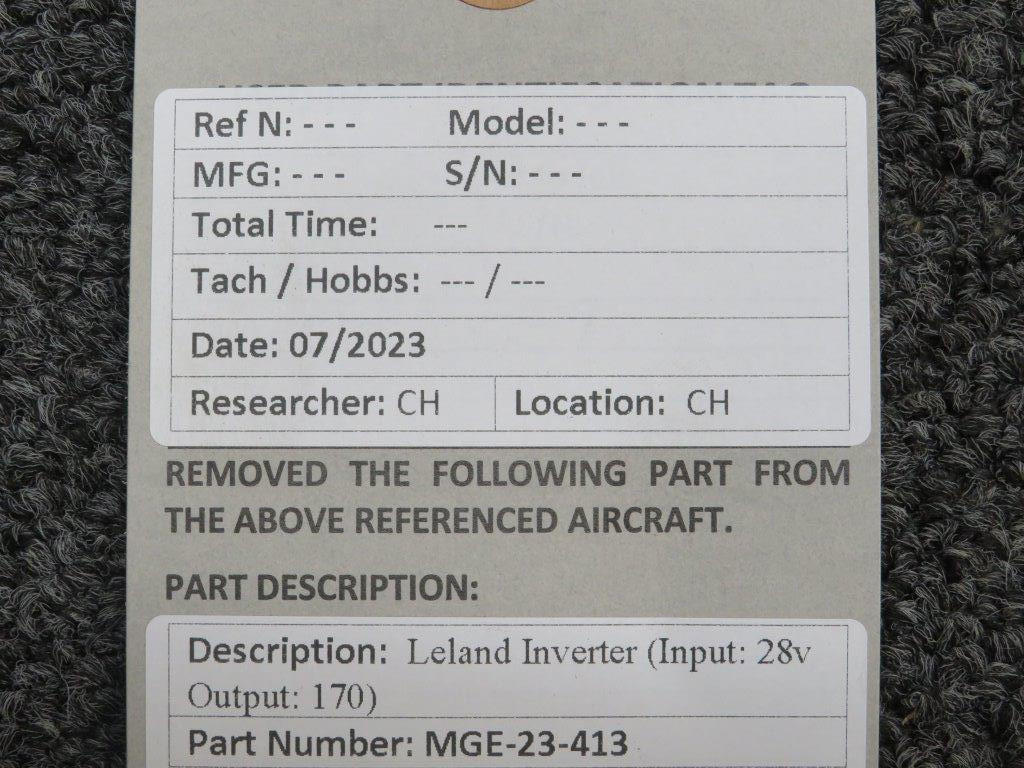 Ref N: - - - Model: - - -
MFG: - - - S/N: - - -
Total Time: ---
Tach / Hobbs: --- / ---
Date: 07/2023
Researcher: CH Location: CH
REMOVED THE FOLLOWING PART FROM
THE ABOVE REFERENCED AIRCRAFT.
PART DESCRIPTION:
Description: Leland Inverter (Input: 28v
Output: 170)
Part Number: MGE-23-413